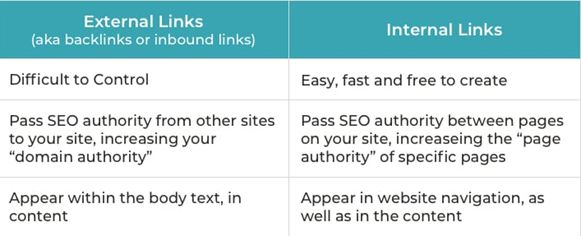 External Links
(aka backlinks or inbound links)
Internal Links
Difficult to Control
Easy, fast and free to create
Pass SEO authority from other sites
to your site, increasing your
“domain authority”
Pass SEO authority between pages
on your site, increaseing the “page
authority” of specific pages
Appear within the body text, in
content
Appear in website navigation, as
well as in the content